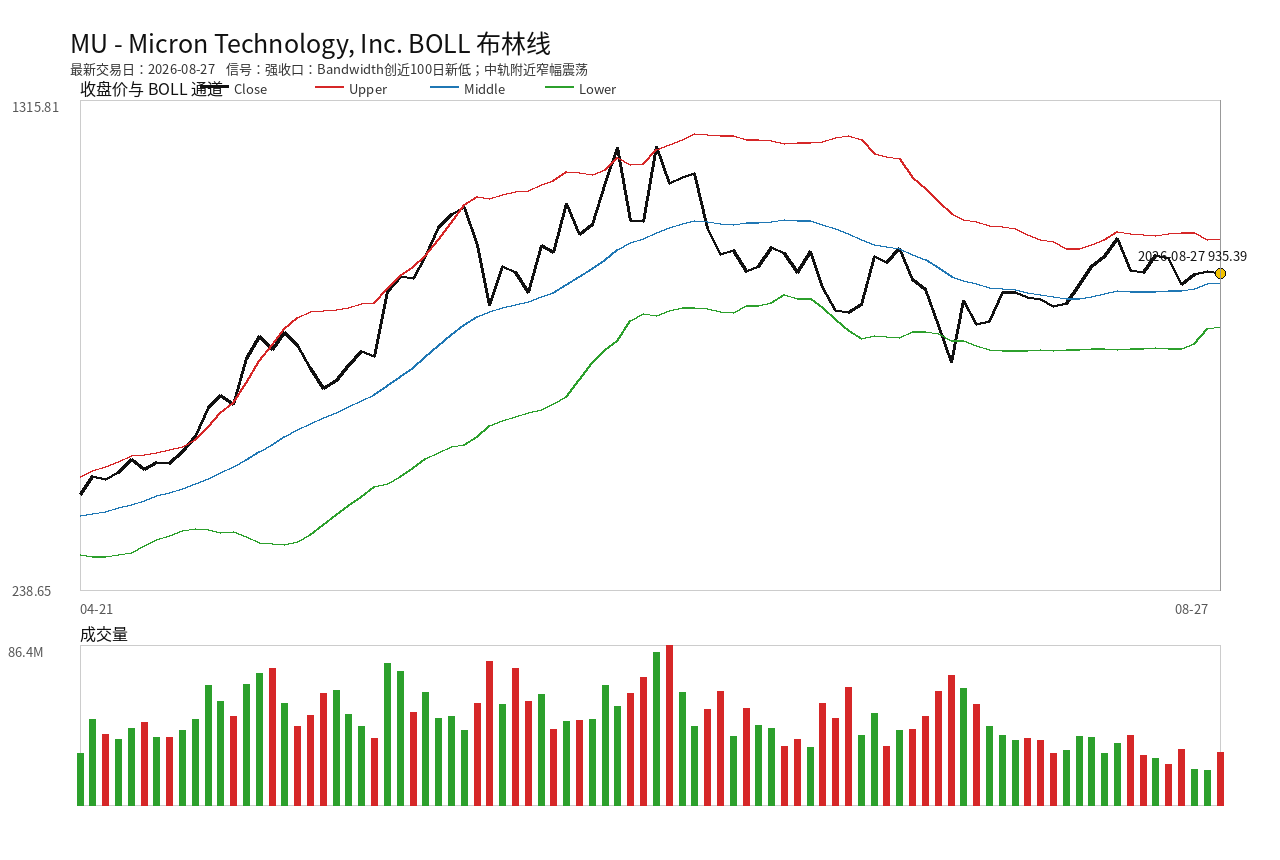 MU - Micron Technology, Inc. BOLL 布林线
最新交易日：2026-08-27 信号：强收口：Bandwidth创近100日新低；中轨附近窄幅震荡
收盘价与 BOLL 通道 Close Upper Middle Lower
1315.81
2026-08-27 935.39
238.65
04-21 08-27
成交量
86.4M